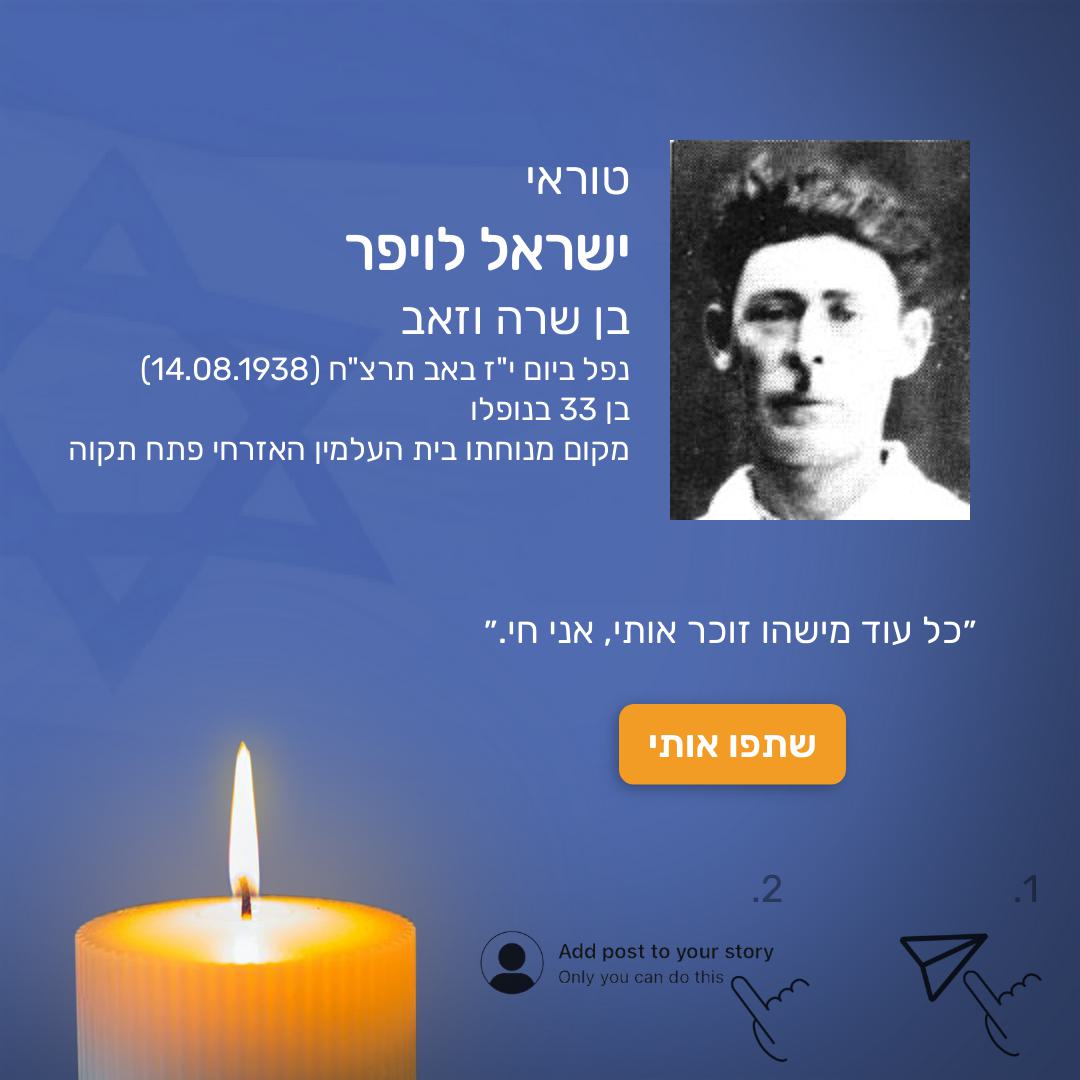 טוראי
ישראל לויפר
בן שרה וזאב
נפל ביום י"ז באב תרצ"ח (14.08.1938)
בן 33 בנופלו
מקום מנוחתו בית העלמין האזרחי פתח תקוה
״כל עוד מישהו זוכר אותי, אני חי.״
שתפו אותי
.1
.2
Add post to your story
Only you can do this